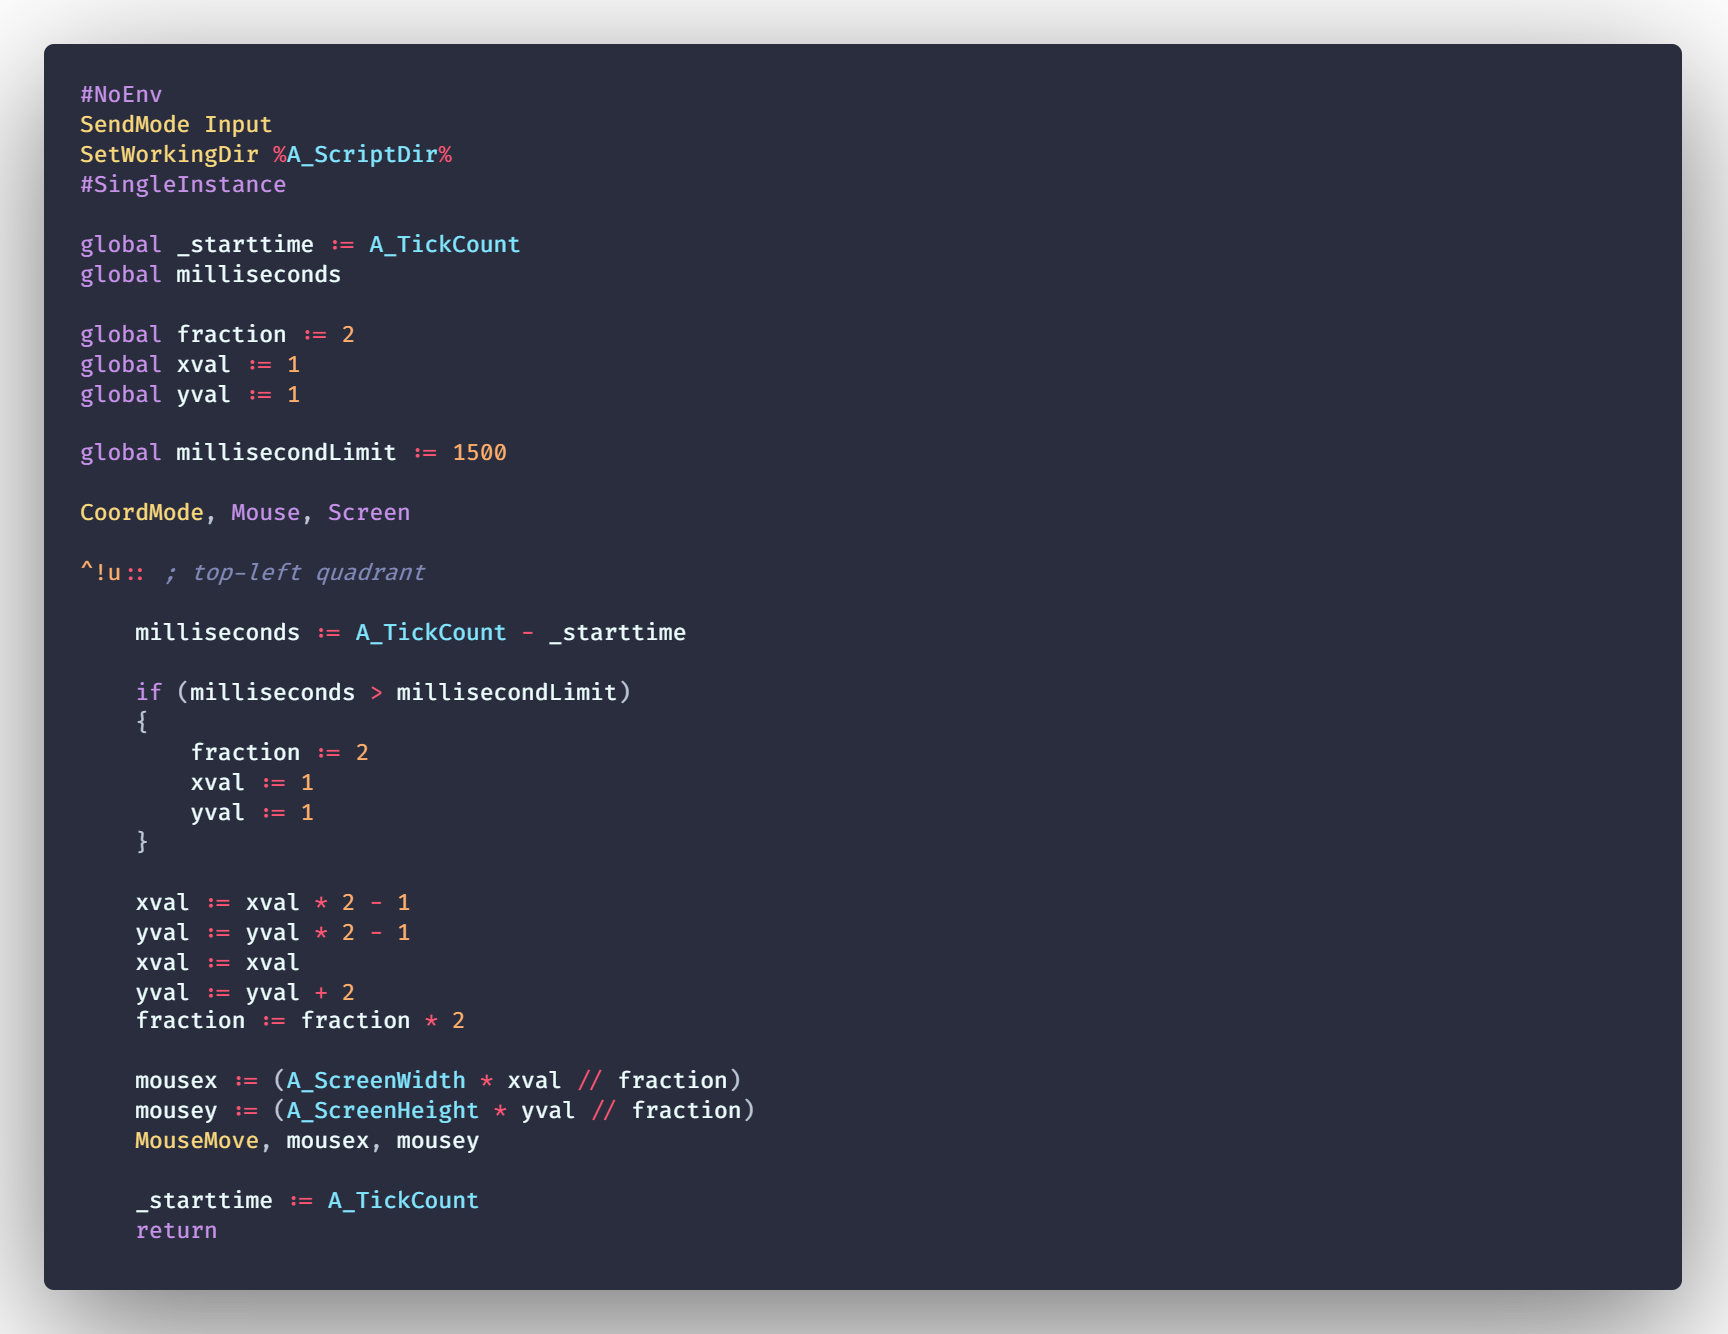 #NoEnv
SendMode Input
SetWorkingDir %A_ScriptDir%
#SingleInstance
global _starttime := A_TickCount
global milliseconds
global fraction := 2
global xval := 1
global yval := 1
global millisecondLimit := 1500
CoordMode, Mouse, Screen
^!u:: ; top-left quadrant
milliseconds := A_TickCount - _starttime
if (milliseconds > millisecondLimit)
{
fraction := 2
xval := 1
yval := 1
}
xval := xval * 2 - 1
yval := yval * 2 - 1
xval := xval
yval := yval + 2
fraction := fraction * 2
mousex := (A_ScreenWidth * xval // fraction)
mousey := (A_ScreenHeight * yval // fraction)
MouseMove, mousex, mousey
_starttime := A_TickCount
return